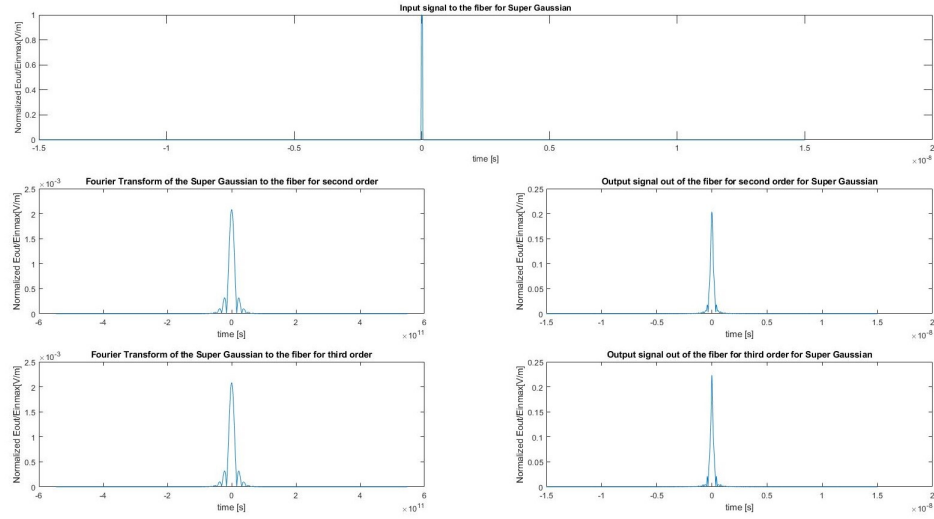 Input signal to the fiber for Super Gaussian
Normalized Eout/Einmax[V/m]
1
0.8
0.6
0.4
0.2
0
-1.5 -1 -0.5 0 0.5 1 1.5 2
time [s]
×10⁻⁸
Fourier Transform of the Super Gaussian to the fiber for second order
×10⁻³
Normalized Eout/Einmax[V/m]
2.5
2
1.5
1
0.5
0
-6 -4 -2 0 2 4 6
time [s]
×10¹¹
Output signal out of the fiber for second order for Super Gaussian
Normalized Eout/Einmax[V/m]
0.25
0.2
0.15
0.1
0.05
0
-1.5 -1 -0.5 0 0.5 1 1.5 2
time [s]
×10⁻⁸
Fourier Transform of the Super Gaussian to the fiber for third order
×10⁻³
Normalized Eout/Einmax[V/m]
2.5
2
1.5
1
0.5
0
-6 -4 -2 0 2 4 6
time [s]
×10¹¹
Output signal out of the fiber for third order for Super Gaussian
Normalized Eout/Einmax[V/m]
0.25
0.2
0.15
0.1
0.05
0
-1.5 -1 -0.5 0 0.5 1 1.5 2
time [s]
×10⁻⁸